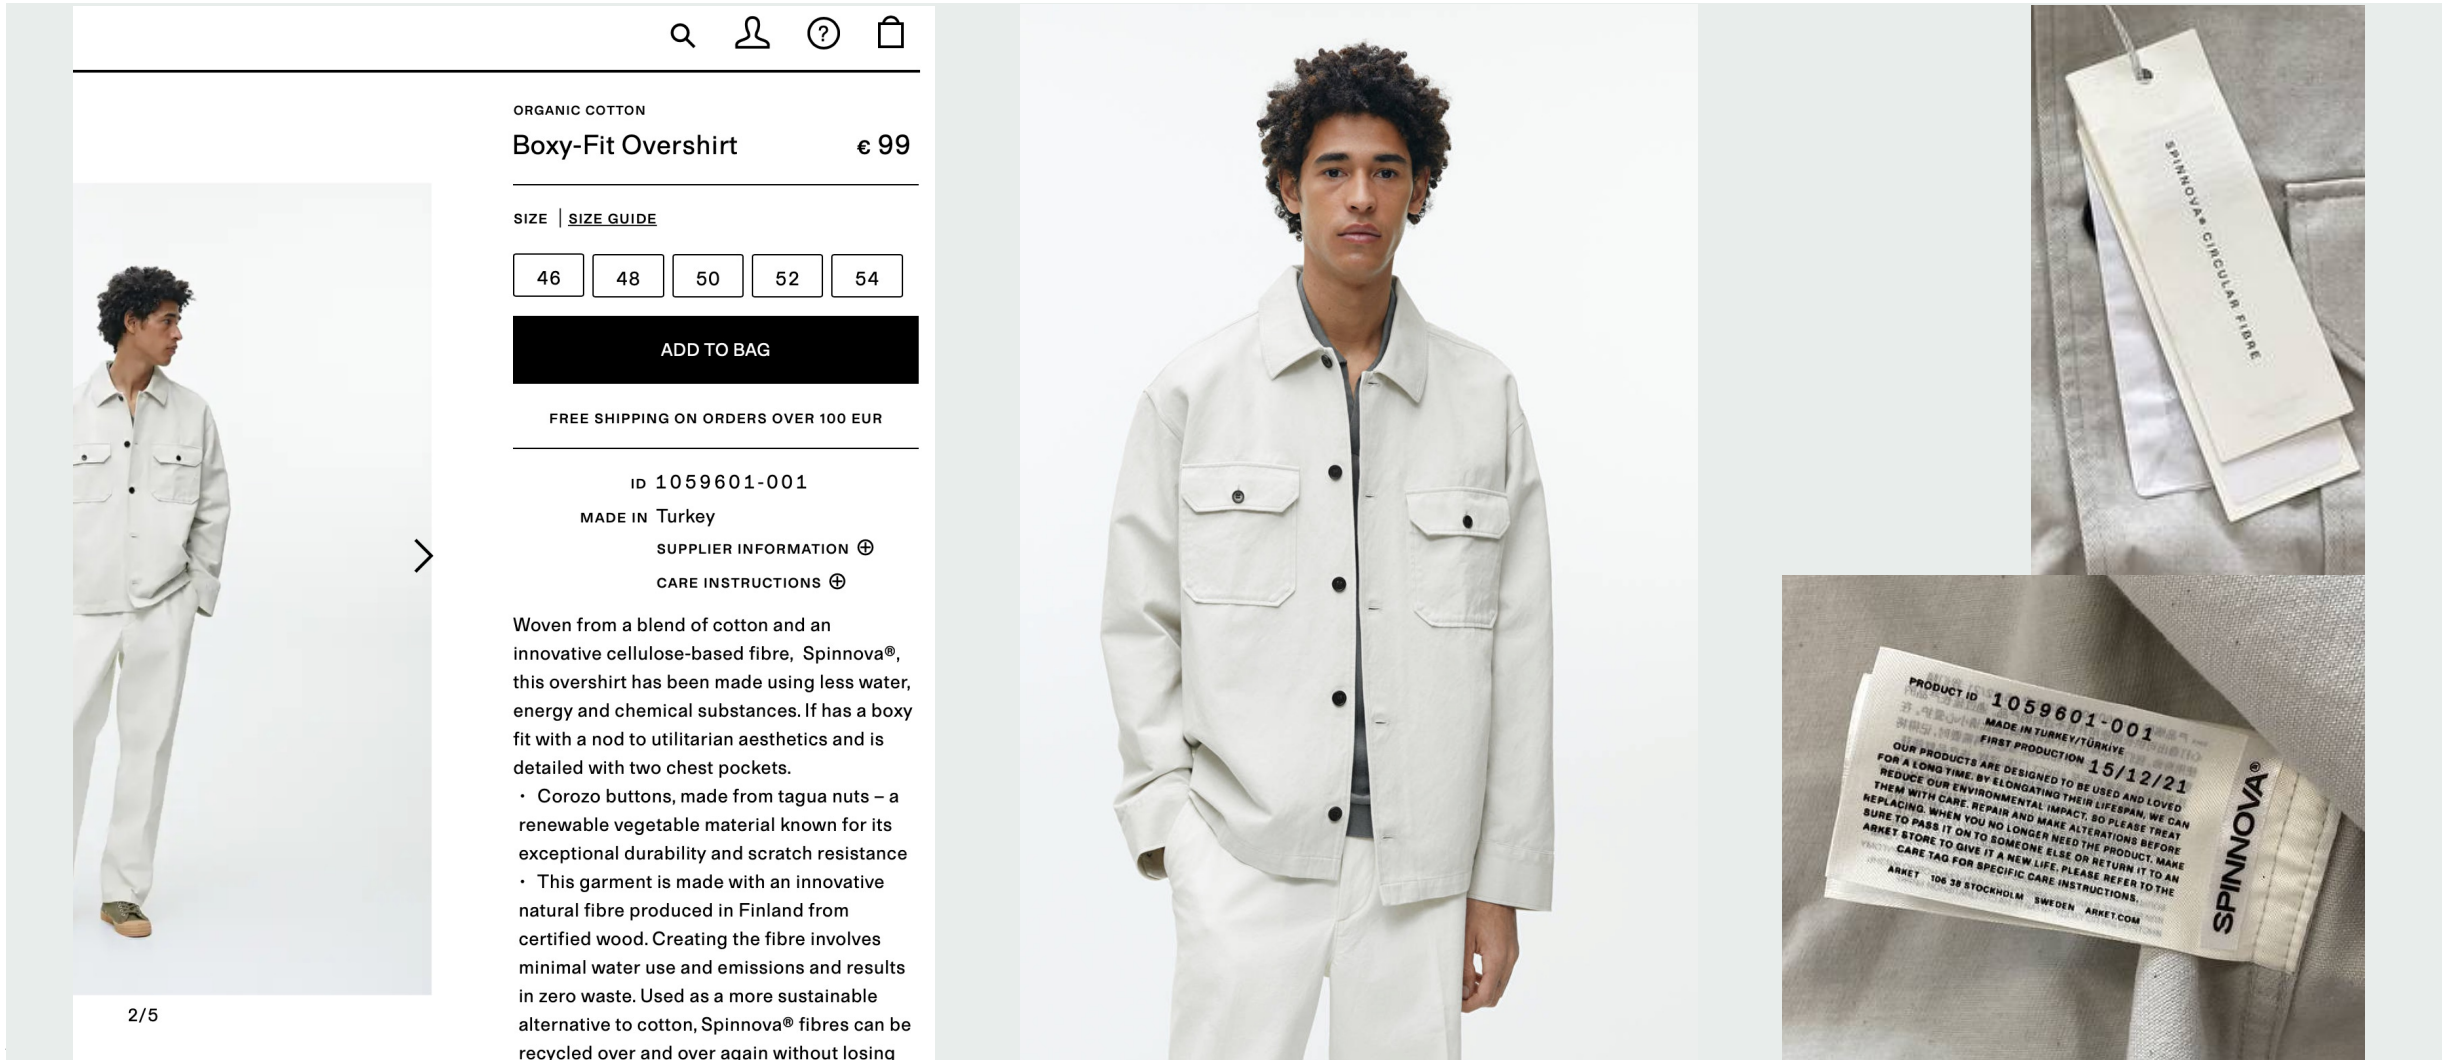 ORGANIC COTTON
Boxy-Fit Overshirt € 99
SIZE | SIZE GUIDE
46 48 50 52 54
ADD TO BAG
FREE SHIPPING ON ORDERS OVER 100 EUR
ID 1059601-001
MADE IN Turkey
SUPPLIER INFORMATION
CARE INSTRUCTIONS
Woven from a blend of cotton and an
innovative cellulose-based fibre, Spinnova®,
this overshirt has been made using less water,
energy and chemical substances. If has a boxy
fit with a nod to utilitarian aesthetics and is
detailed with two chest pockets.
• Corozo buttons, made from tagua nuts – a
renewable vegetable material known for its
exceptional durability and scratch resistance
• This garment is made with an innovative
natural fibre produced in Finland from
certified wood. Creating the fibre involves
minimal water use and emissions and results
in zero waste. Used as a more sustainable
alternative to cotton, Spinnova® fibres can be
recycled over and over again without losing
2/5
SPINNOVA® CIRCULAR FIBRE
PRODUCT ID 1059601-001
MADE IN TURKEY/TÜRKİYE
FIRST PRODUCTION 15/12/21
OUR PRODUCTS ARE DESIGNED TO BE USED AND LOVED
FOR A LONG TIME. BY ELONGATING THEIR LIFESPAN, WE CAN
REDUCE OUR ENVIRONMENTAL IMPACT, SO PLEASE TREAT
THEM WITH CARE. REPAIR AND MAKE ALTERATIONS BEFORE
REPLACING. WHEN YOU NO LONGER NEED THE PRODUCT, MAKE
SURE TO PASS IT ON TO SOMEONE ELSE OR RETURN IT TO AN
ARKET STORE TO GIVE IT A NEW LIFE. PLEASE REFER TO THE
CARE TAG FOR SPECIFIC CARE INSTRUCTIONS.
ARKET 106 38 STOCKHOLM SWEDEN ARKET.COM
SPINNOVA®